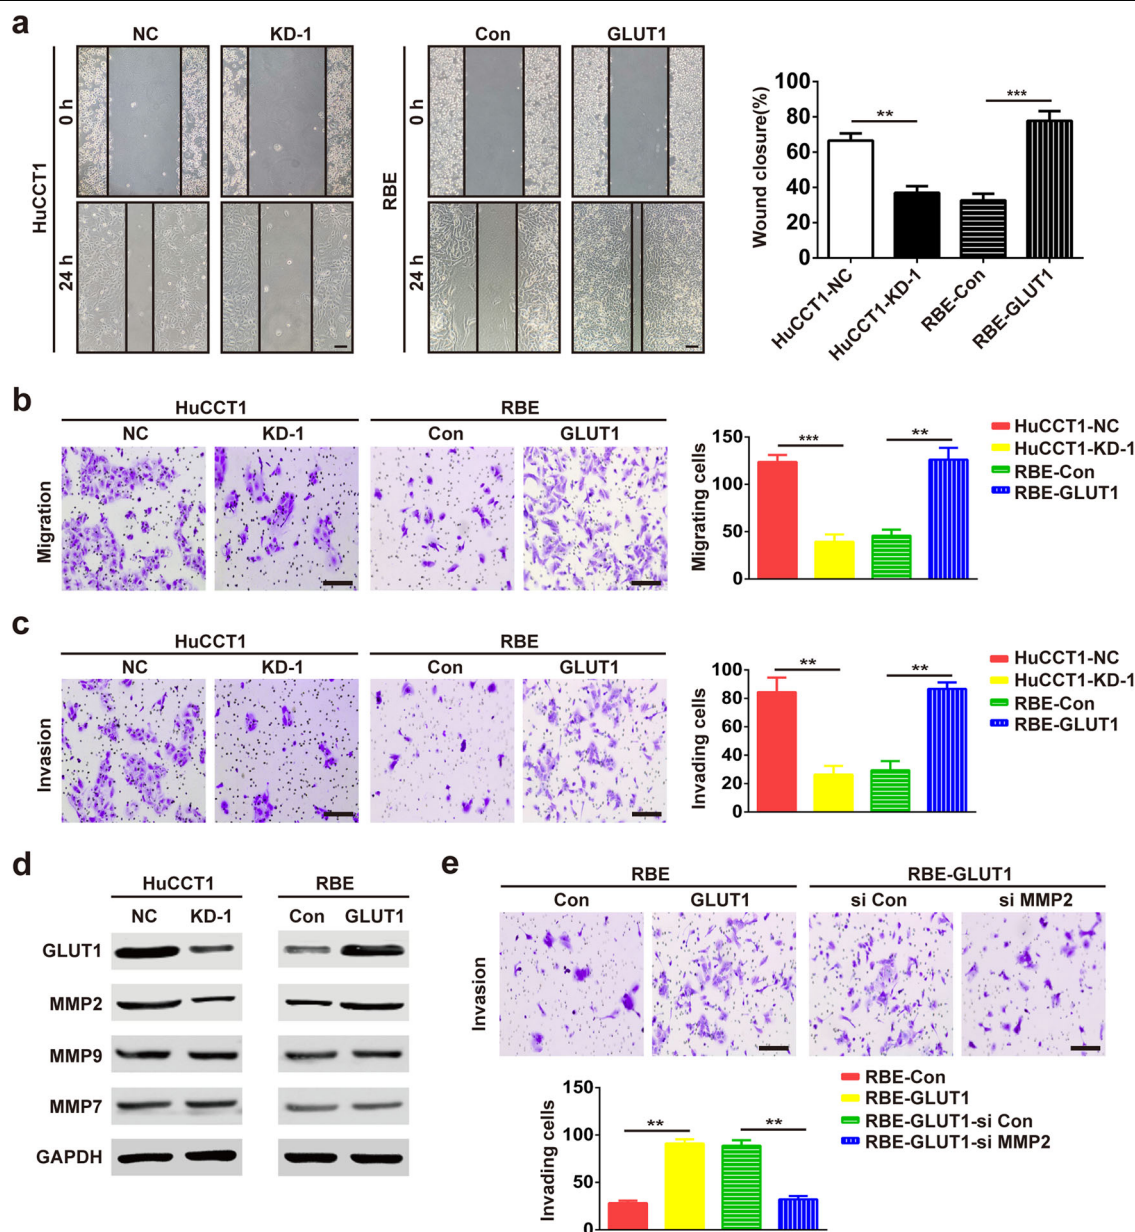 a
NC KD-1 Con GLUT1
HuCCT1
0 h
24 h
RBE
0 h
24 h
Wound closure(%)
100
80
60
40
20
0
** ***
HuCCT1-NC
HuCCT1-KD-1
RBE-Con
RBE-GLUT1
b
HuCCT1 RBE
NC KD-1 Con GLUT1
Migration
Migrating cells
150
100
50
0
*** **
HuCCT1-NC
HuCCT1-KD-1
RBE-Con
RBE-GLUT1
c
HuCCT1 RBE
NC KD-1 Con GLUT1
Invasion
Invading cells
100
80
60
40
20
0
** **
HuCCT1-NC
HuCCT1-KD-1
RBE-Con
RBE-GLUT1
d
HuCCT1 RBE
NC KD-1 Con GLUT1
GLUT1
MMP2
MMP9
MMP7
GAPDH
e
RBE RBE-GLUT1
Con GLUT1 si Con si MMP2
Invasion
Invading cells
150
100
50
0
** **
RBE-Con
RBE-GLUT1
RBE-GLUT1-si Con
RBE-GLUT1-si MMP2